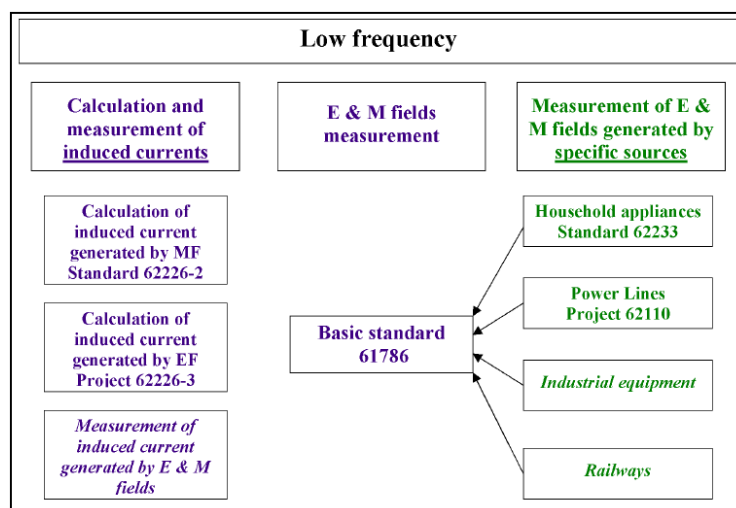 Low frequency
Calculation and
measurement of
induced currents
E & M fields
measurement
Measurement of E &
M fields generated by
specific sources
Calculation of
induced current
generated by MF
Standard 62226-2
Calculation of
induced current
generated by EF
Project 62226-3
Measurement of
induced current
generated by E & M
fields
Basic standard
61786
Household appliances
Standard 62233
Power Lines
Project 62110
Industrial equipment
Railways